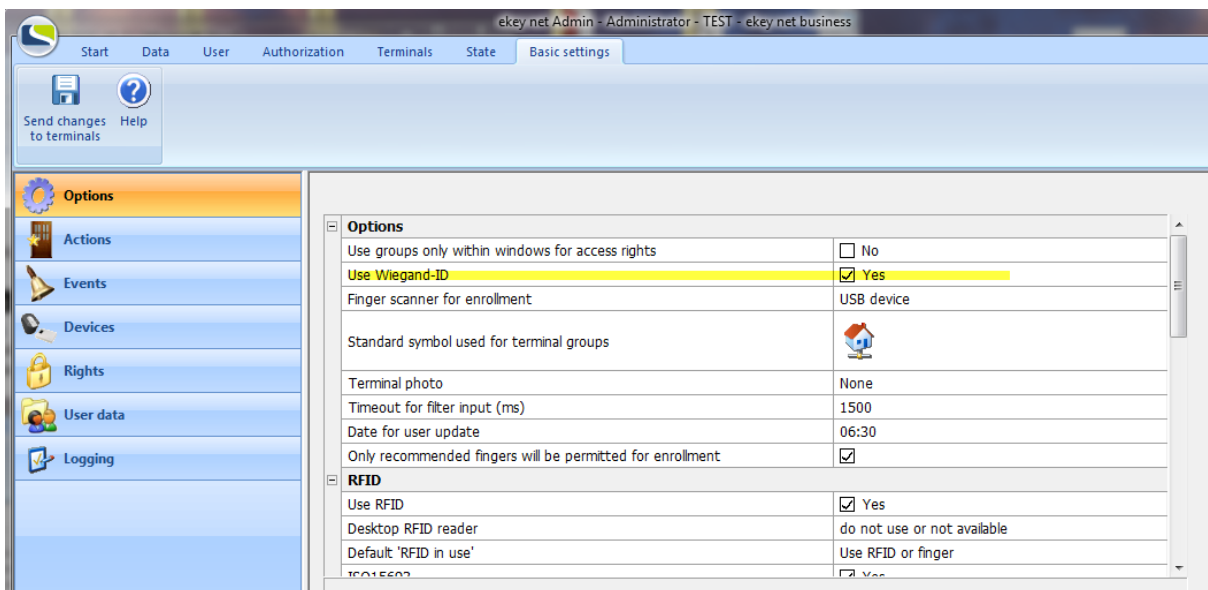 ekey net Admin - Administrator - TEST - ekey net business
Start Data User Authorization Terminals State Basic settings
Send changes to terminals Help
Options
Actions
Events
Devices
Rights
User data
Logging
Options
Use groups only within windows for access rights No
Use Wiegand-ID Yes
Finger scanner for enrollment USB device
Standard symbol used for terminal groups
Terminal photo None
Timeout for filter input (ms) 1500
Date for user update 06:30
Only recommended fingers will be permitted for enrollment
RFID
Use RFID Yes
Desktop RFID reader do not use or not available
Default 'RFID in use' Use RFID or finger
ISO15693 Yes